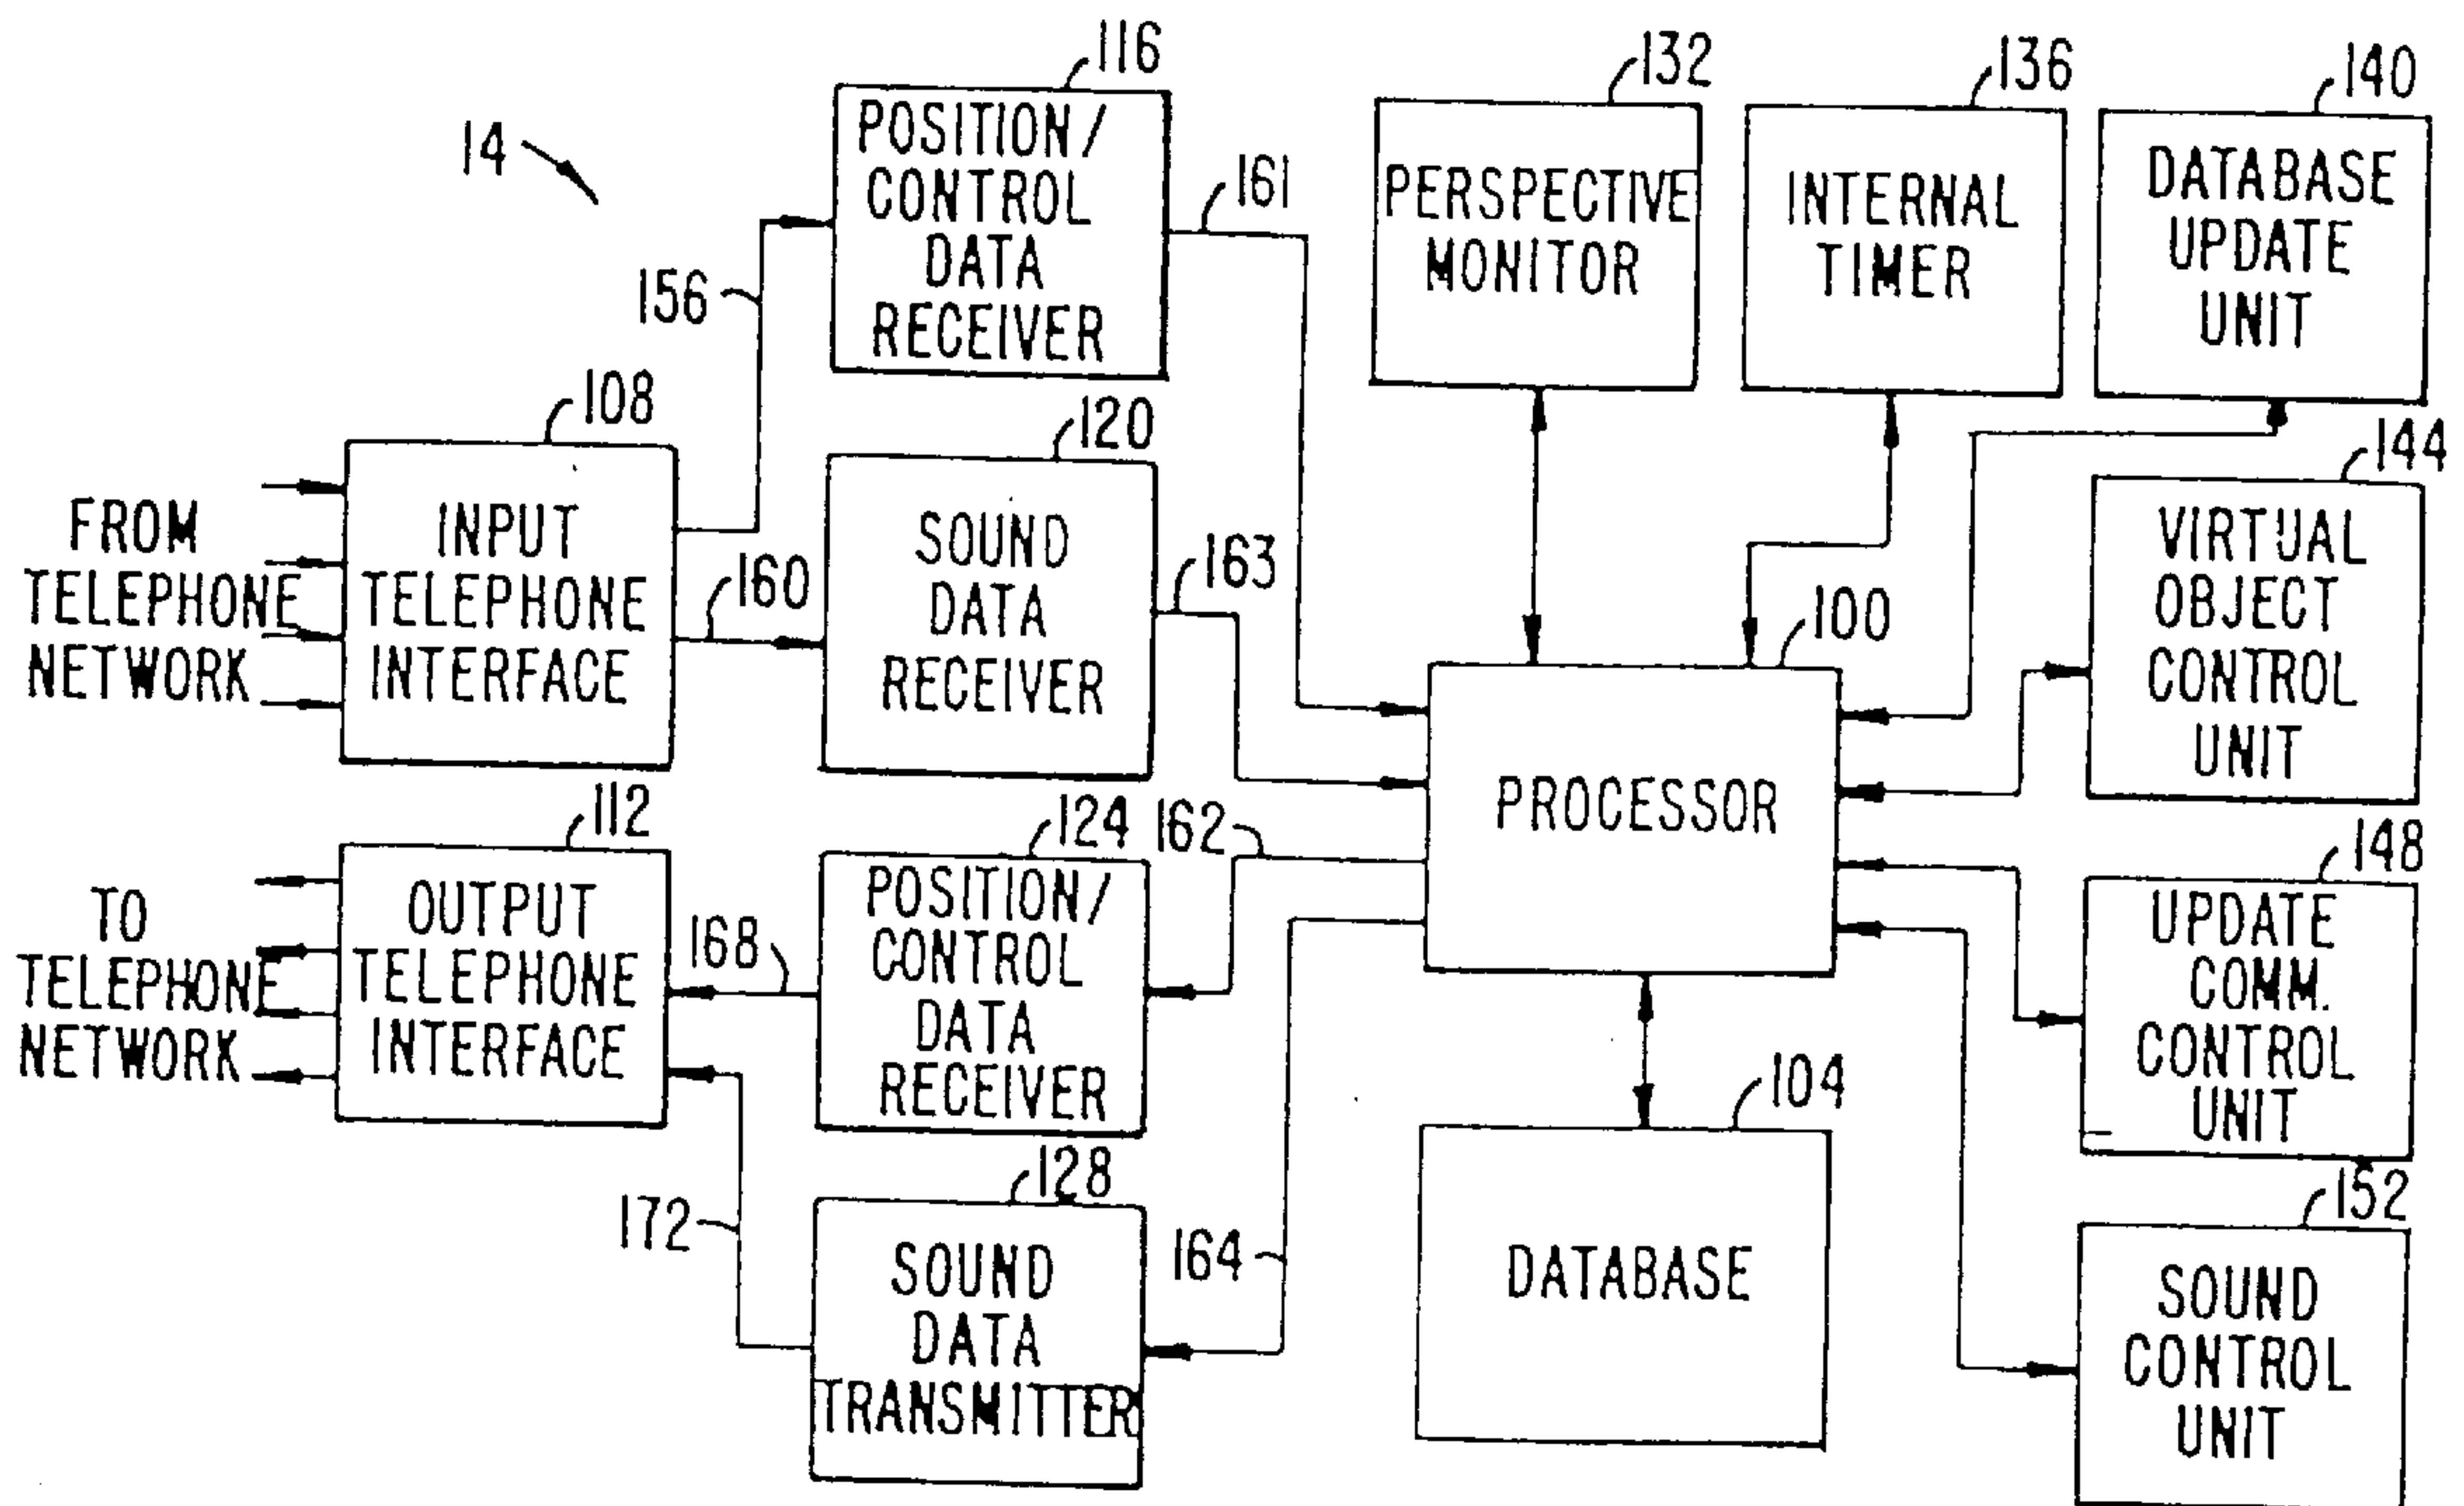 14
116
POSITION/
CONTROL
DATA
RECEIVER
161
156
132
PERSPECTIVE
MONITOR
136
INTERNAL
TIMER
140
DATABASE
UPDATE
UNIT
108
FROM
TELEPHONE
NETWORK
INPUT
TELEPHONE
INTERFACE
160
120
SOUND
DATA
RECEIVER
163
144
VIRTUAL
OBJECT
CONTROL
UNIT
100
PROCESSOR
112
TO
TELEPHONE
NETWORK
OUTPUT
TELEPHONE
INTERFACE
168
124
POSITION/
CONTROL
DATA
RECEIVER
162
148
UPDATE
COMM.
CONTROL
UNIT
104
DATABASE
172
128
SOUND
DATA
TRANSMITTER
164
152
SOUND
CONTROL
UNIT